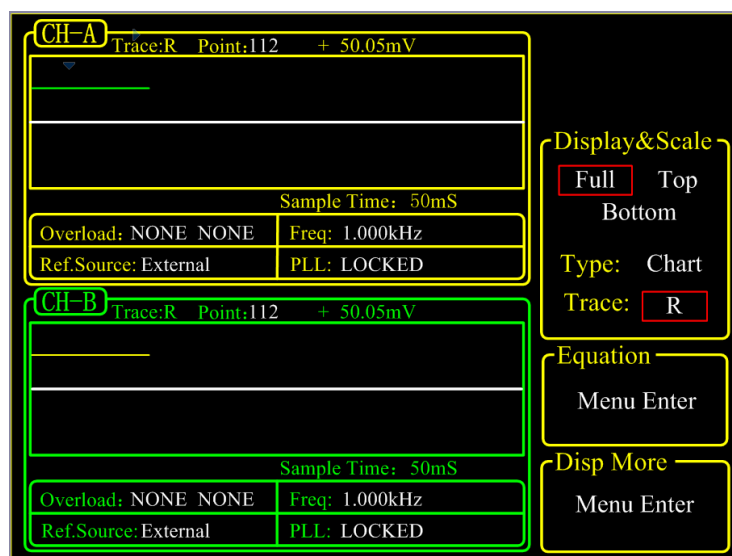 CH-A Trace:R Point:112 + 50.05mV
Sample Time: 50mS
Overload: NONE NONE Freq: 1.000kHz
Ref.Source: External PLL: LOCKED
CH-B Trace:R Point:112 + 50.05mV
Sample Time: 50mS
Overload: NONE NONE Freq: 1.000kHz
Ref.Source: External PLL: LOCKED
Display&Scale
Full Top
Bottom
Type: Chart
Trace: R
Equation
Menu Enter
Disp More
Menu Enter